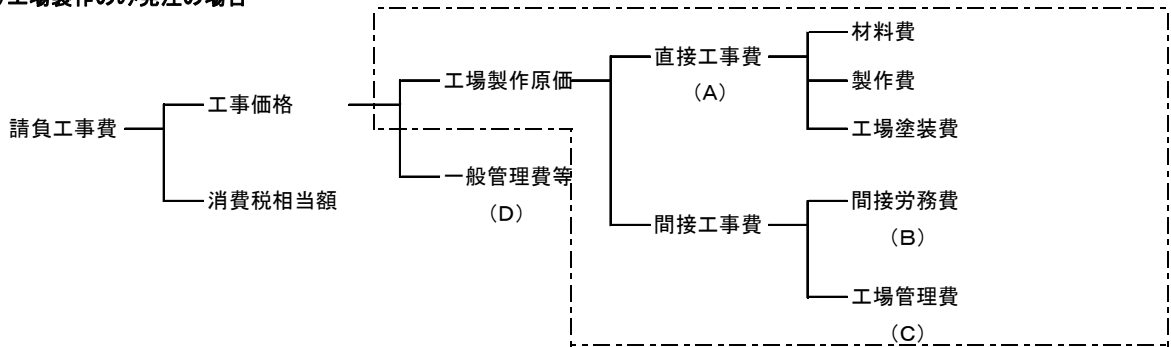 工場製作のみ発注の場合
材料費
工場製作原価
直接工事費
(A)
製作費
工事価格
請負工事費
工場塗装費
一般管理費等
(D)
消費税相当額
間接労務費
(B)
間接工事費
工場管理費
(C)